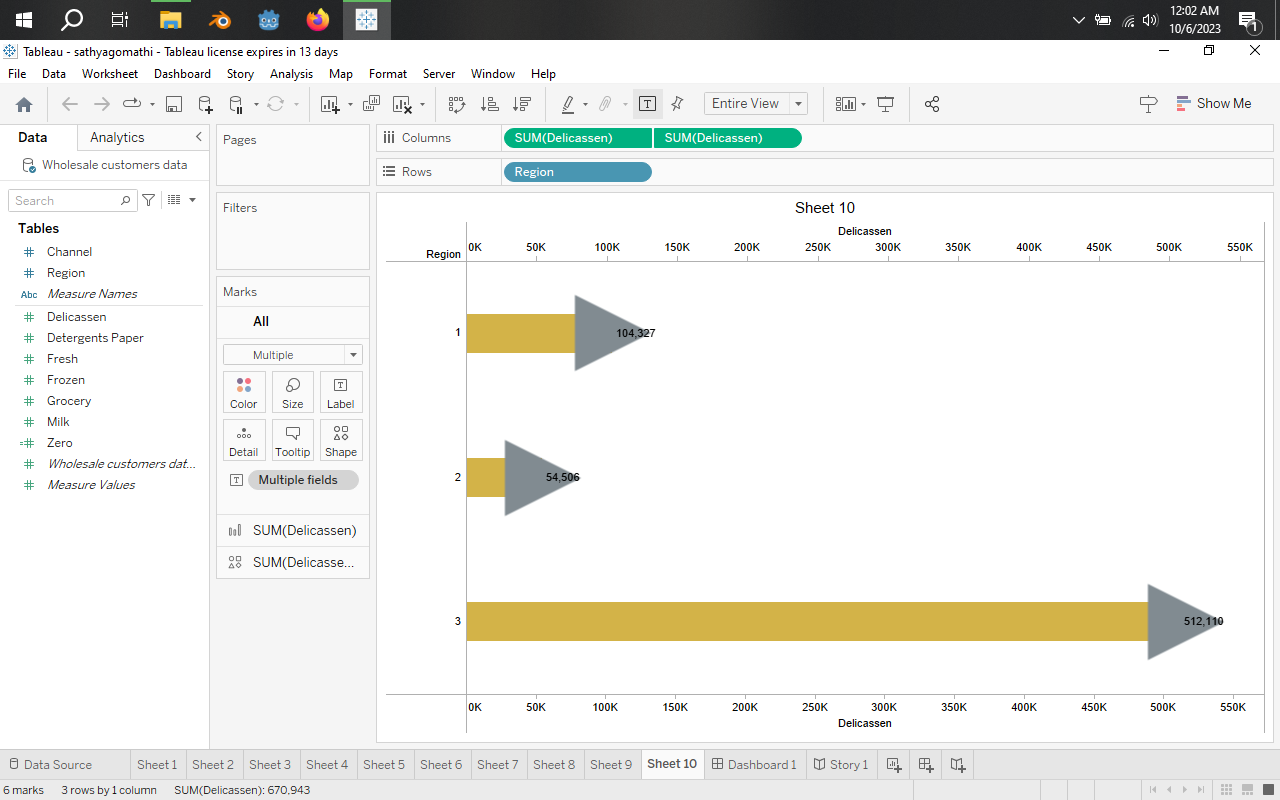 12:02 AM
10/6/2023
1
Tableau - sathyagomathi - Tableau license expires in 13 days
File Data Worksheet Dashboard Story Analysis Map Format Server Window Help
Entire View
Show Me
Data Analytics
Wholesale customers data
Search
Tables
Channel
Region
Abc Measure Names
Delicassen
Detergents Paper
Fresh
Frozen
Grocery
Milk
Zero
Wholesale customers dat...
Measure Values
Pages
Filters
Marks
All
Multiple
Color Size Label
Detail Tooltip Shape
Multiple fields
SUM(Delicassen)
SUM(Delicasse...
Columns SUM(Delicassen) SUM(Delicassen)
Rows Region
Sheet 10
Delicassen
Region 0K 50K 100K 150K 200K 250K 300K 350K 400K 450K 500K 550K
1 104,327
2 54,506
3 512,110
0K 50K 100K 150K 200K 250K 300K 350K 400K 450K 500K 550K
Delicassen
Data Source Sheet 1 Sheet 2 Sheet 3 Sheet 4 Sheet 5 Sheet 6 Sheet 7 Sheet 8 Sheet 9 Sheet 10 Dashboard 1 Story 1
6 marks 3 rows by 1 column SUM(Delicassen): 670,943